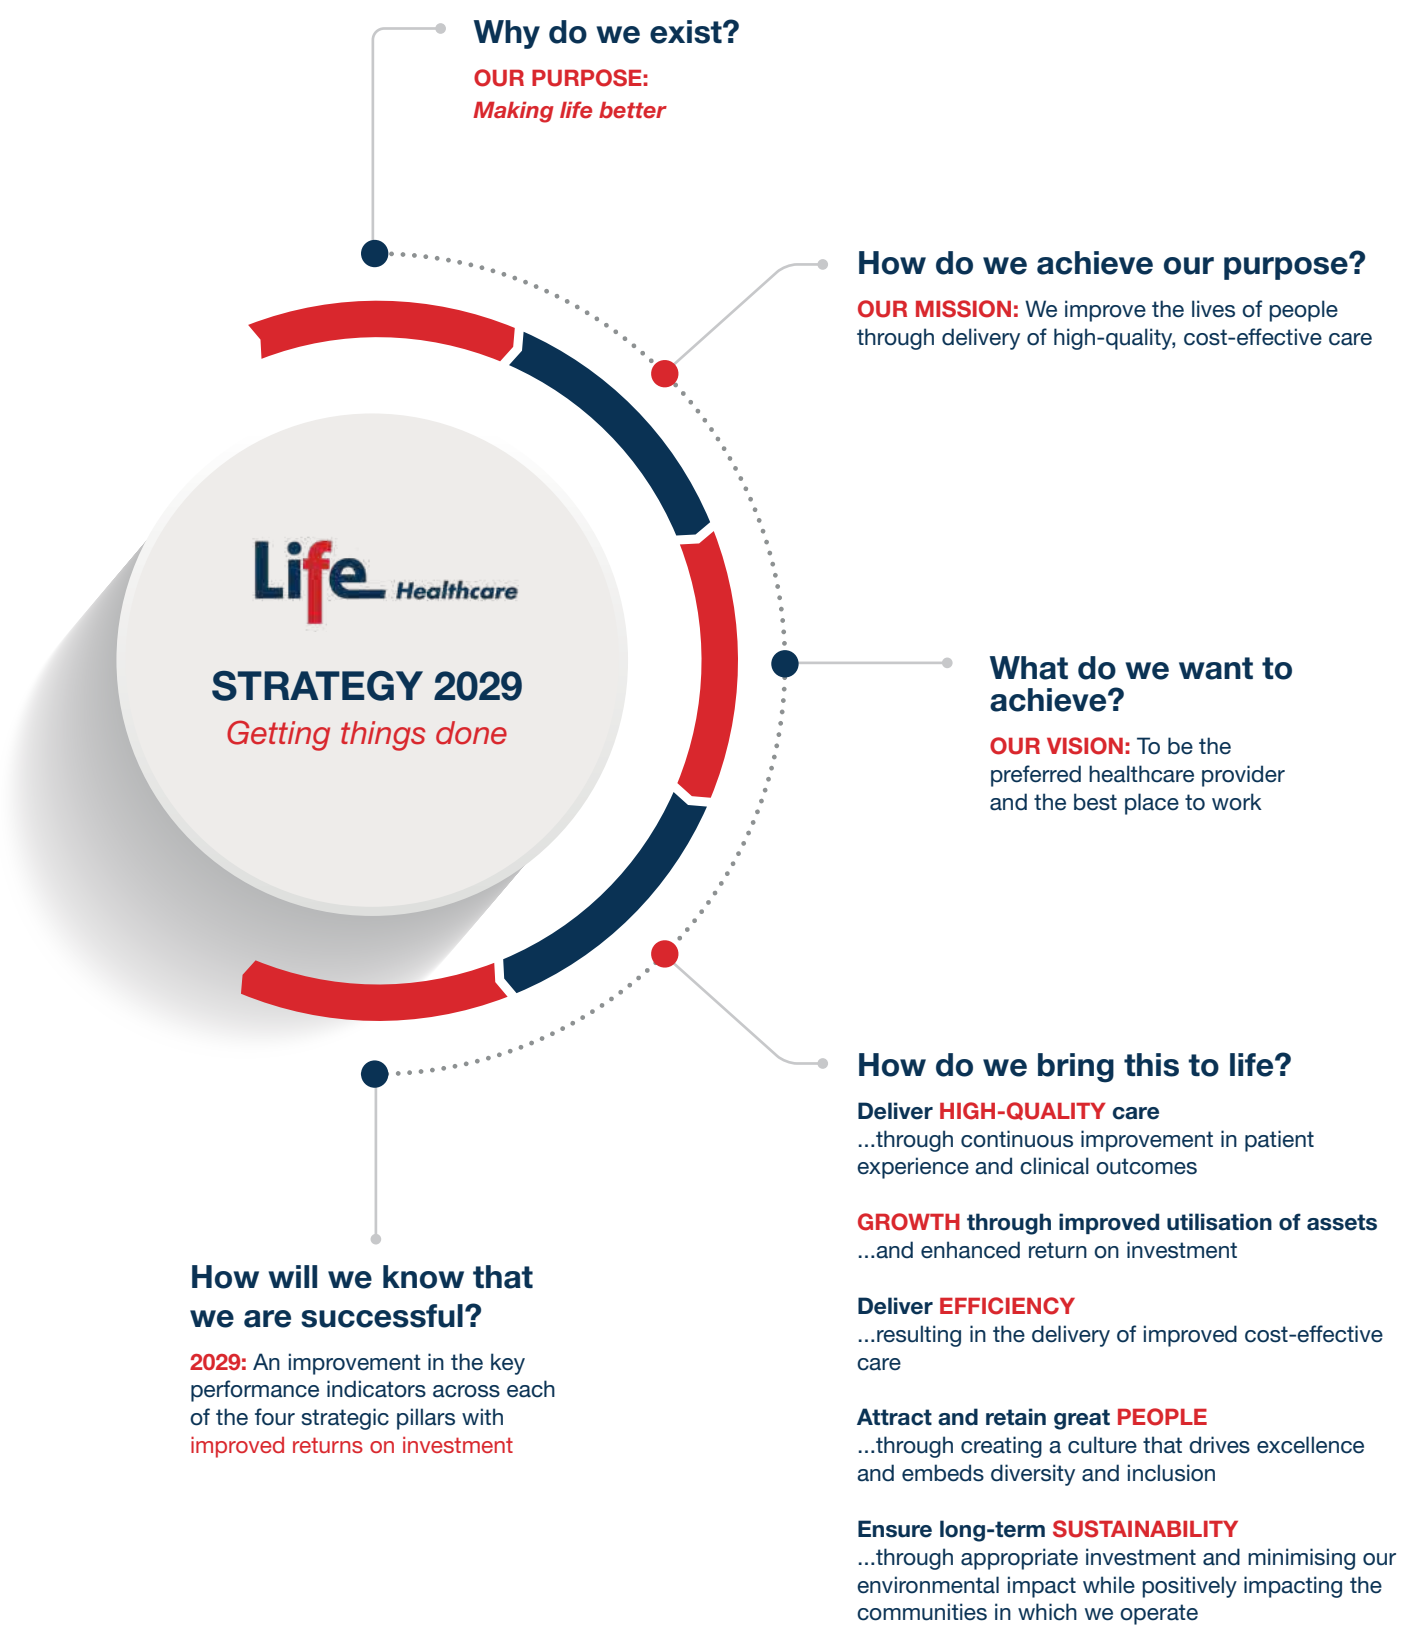 Why do we exist?
OUR PURPOSE:
Making life better
How do we achieve our purpose?
OUR MISSION: We improve the lives of people
through delivery of high-quality, cost-effective care
Life Healthcare
STRATEGY 2029
Getting things done
What do we want to
achieve?
OUR VISION: To be the
preferred healthcare provider
and the best place to work
How do we bring this to life?
Deliver HIGH-QUALITY care
...through continuous improvement in patient
experience and clinical outcomes
GROWTH through improved utilisation of assets
...and enhanced return on investment
Deliver EFFICIENCY
...resulting in the delivery of improved cost-effective
care
Attract and retain great PEOPLE
...through creating a culture that drives excellence
and embeds diversity and inclusion
Ensure long-term SUSTAINABILITY
...through appropriate investment and minimising our
environmental impact while positively impacting the
communities in which we operate
How will we know that
we are successful?
2029: An improvement in the key
performance indicators across each
of the four strategic pillars with
improved returns on investment